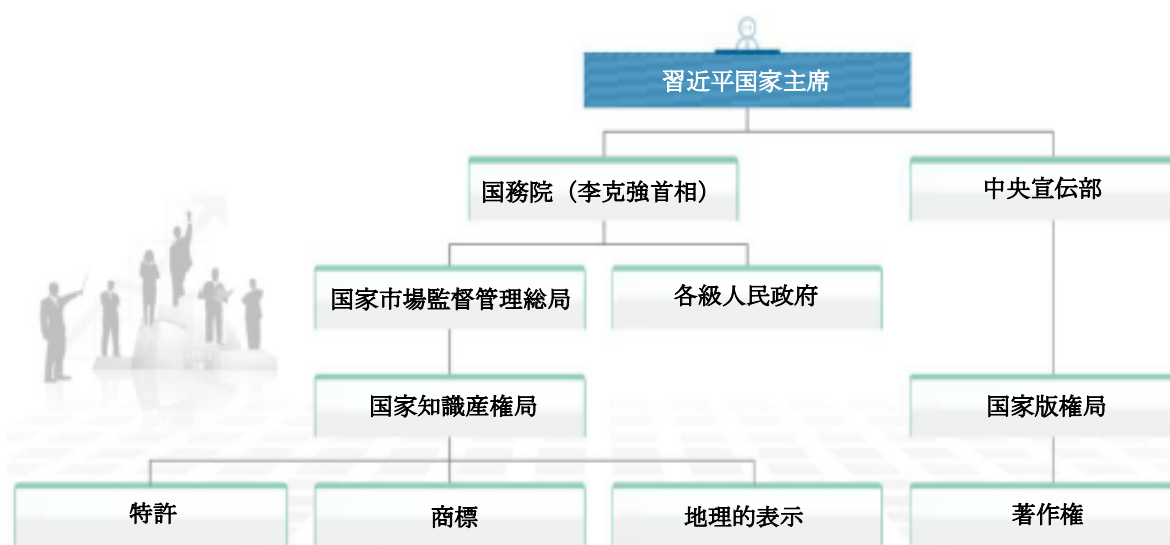 習近平国家主席
国務院（李克強首相）
中央宣伝部
国家市場監督管理総局
各級人民政府
国家知識産権局
国家版権局
特許
商標
地理的表示
著作権